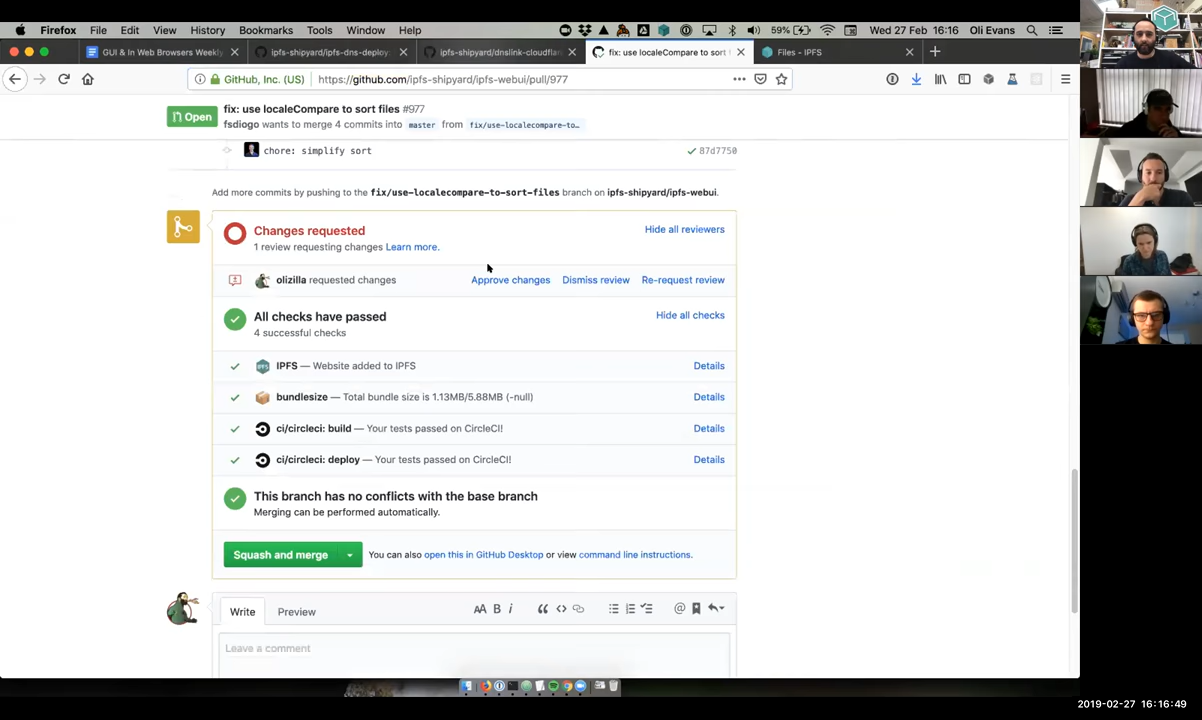 Firefox File Edit View History Bookmarks Tools Window Help 59% Wed 27 Feb 16:16 Oli Evans
GUI & In Web Browsers Weekly ipfs-shipyard/ipfs-dns-deploy: ipfs-shipyard/dnslink-cloudflar fix: use localeCompare to sort Files - IPFS
GitHub, Inc. (US) https://github.com/ipfs-shipyard/ipfs-webui/pull/977
Open
fix: use localeCompare to sort files #977
fsdiogo wants to merge 4 commits into master from fix/use-localecompare-to…
chore: simplify sort 87d7750
Add more commits by pushing to the fix/use-localecompare-to-sort-files branch on ipfs-shipyard/ipfs-webui.
Changes requested Hide all reviewers
1 review requesting changes Learn more.
olizilla requested changes Approve changes Dismiss review Re-request review
All checks have passed Hide all checks
4 successful checks
IPFS — Website added to IPFS Details
bundlesize — Total bundle size is 1.13MB/5.88MB (-null) Details
ci/circleci: build — Your tests passed on CircleCI! Details
ci/circleci: deploy — Your tests passed on CircleCI! Details
This branch has no conflicts with the base branch
Merging can be performed automatically.
Squash and merge You can also open this in GitHub Desktop or view command line instructions.
Write Preview
Leave a comment
2019-02-27 16:16:49